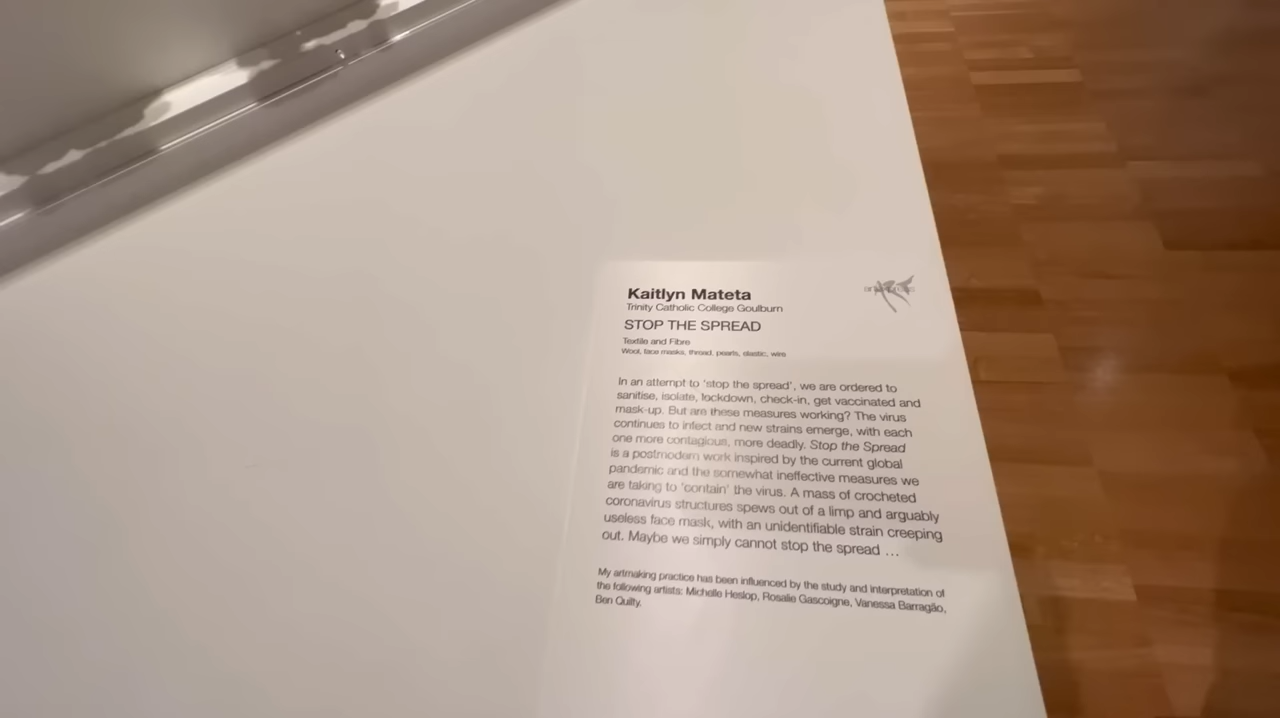 Kaitlyn Mateta
Trinity Catholic College Goulburn
STOP THE SPREAD
Textile and Fibre
Wool, face masks, thread, pearls, elastic, wire
In an attempt to 'stop the spread', we are ordered to
sanitise, isolate, lockdown, check-in, get vaccinated and
mask-up. But are these measures working? The virus
continues to infect and new strains emerge, with each
one more contagious, more deadly. Stop the Spread
is a postmodern work inspired by the current global
pandemic and the somewhat ineffective measures we
are taking to 'contain' the virus. A mass of crocheted
coronavirus structures spews out of a limp and arguably
useless face mask, with an unidentifiable strain creeping
out. Maybe we simply cannot stop the spread ...
My artmaking practice has been influenced by the study and interpretation of
the following artists: Michelle Heslop, Rosalie Gascoigne, Vanessa Barragão,
Ben Quilty.